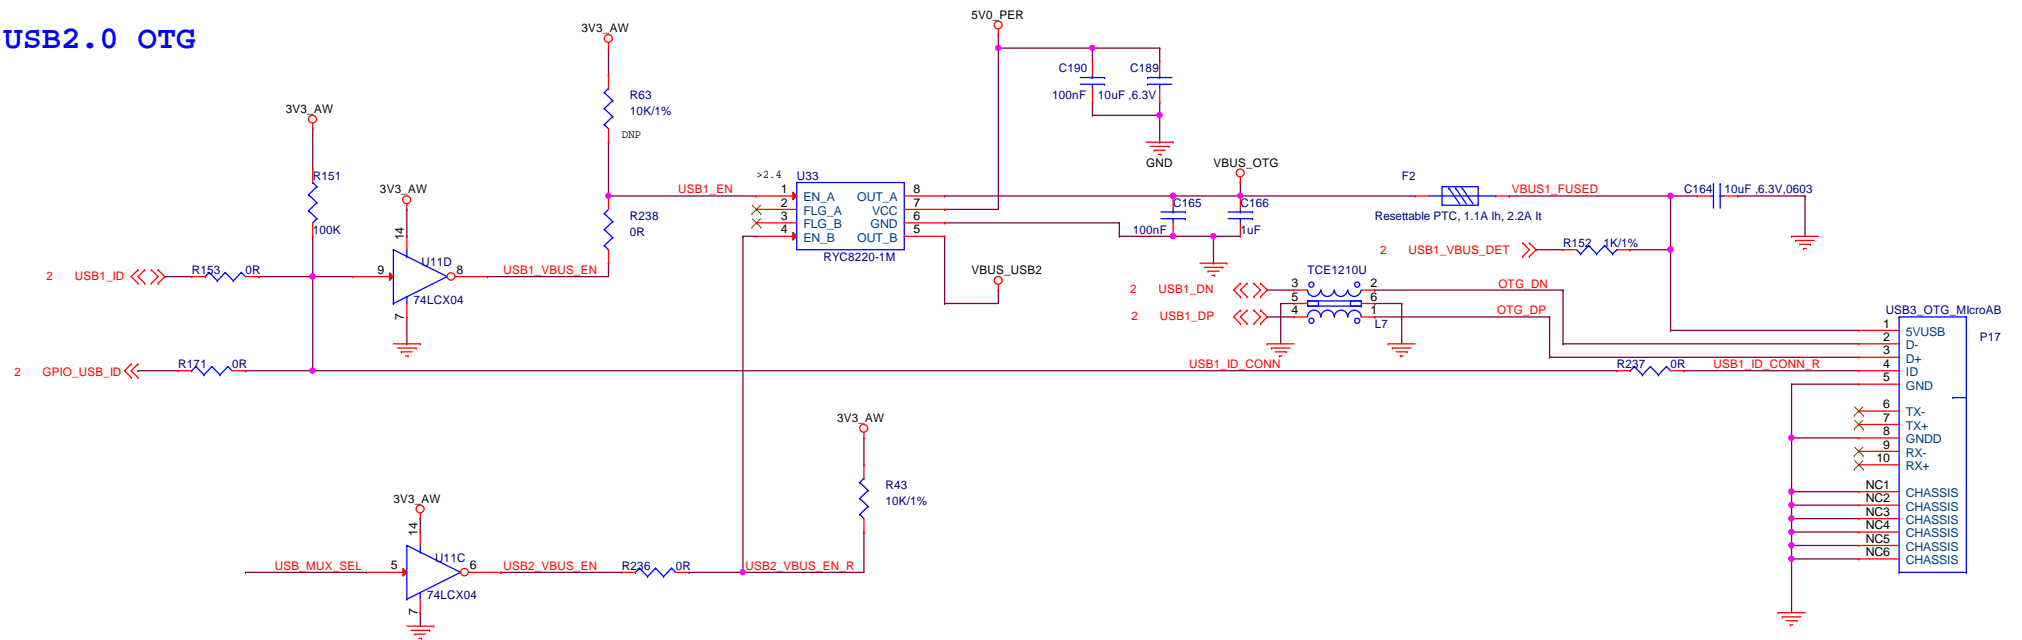 USB2.0 OTG
5V0_PER
3V3_AW
C190
C189
100nF
10uF ,6.3V
GND
R63
10K/1%
DNP
3V3_AW
R151
100K
3V3_AW
14
U11D
9
8
74LCX04
7
USB1_VBUS_EN
R238
0R
USB1_EN
>2.4
U33
1 EN_A OUT_A 8
2 FLG_A VCC 7
3 FLG_B GND 6
4 EN_B OUT_B 5
RYC8220-1M
VBUS_OTG
C165
100nF
C166
1uF
F2
Resettable PTC, 1.1A Ih, 2.2A It
VBUS1_FUSED
C164
10uF ,6.3V,0603
2 USB1_VBUS_DET
R152 1K/1%
2 USB1_ID
R153 0R
VBUS_USB2
TCE1210U
2 USB1_DN
3 2
OTG_DN
5 6
2 USB1_DP
4 1
OTG_DP
L7
2 GPIO_USB_ID
R171 0R
USB1_ID_CONN
R237 0R
USB1_ID_CONN_R
USB3_OTG_MIcroAB
P17
1 5VUSB
2 D-
3 D+
4 ID
5 GND
6 TX-
7 TX+
8 GNDD
9 RX-
10 RX+
NC1 CHASSIS
NC2 CHASSIS
NC3 CHASSIS
NC4 CHASSIS
NC5 CHASSIS
NC6 CHASSIS
3V3_AW
R43
10K/1%
3V3_AW
14
U11C
USB_MUX_SEL
5
6
74LCX04
7
USB2_VBUS_EN
R236 0R
USB2_VBUS_EN_R